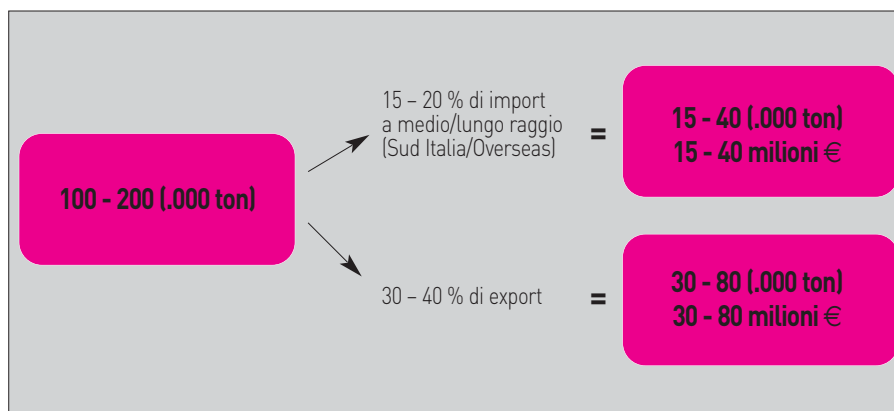 100 - 200 (.000 ton)
15 – 20 % di import
a medio/lungo raggio
(Sud Italia/Overseas)
=
15 - 40 (.000 ton)
15 - 40 milioni €
30 – 40 % di export
=
30 - 80 (.000 ton)
30 - 80 milioni €